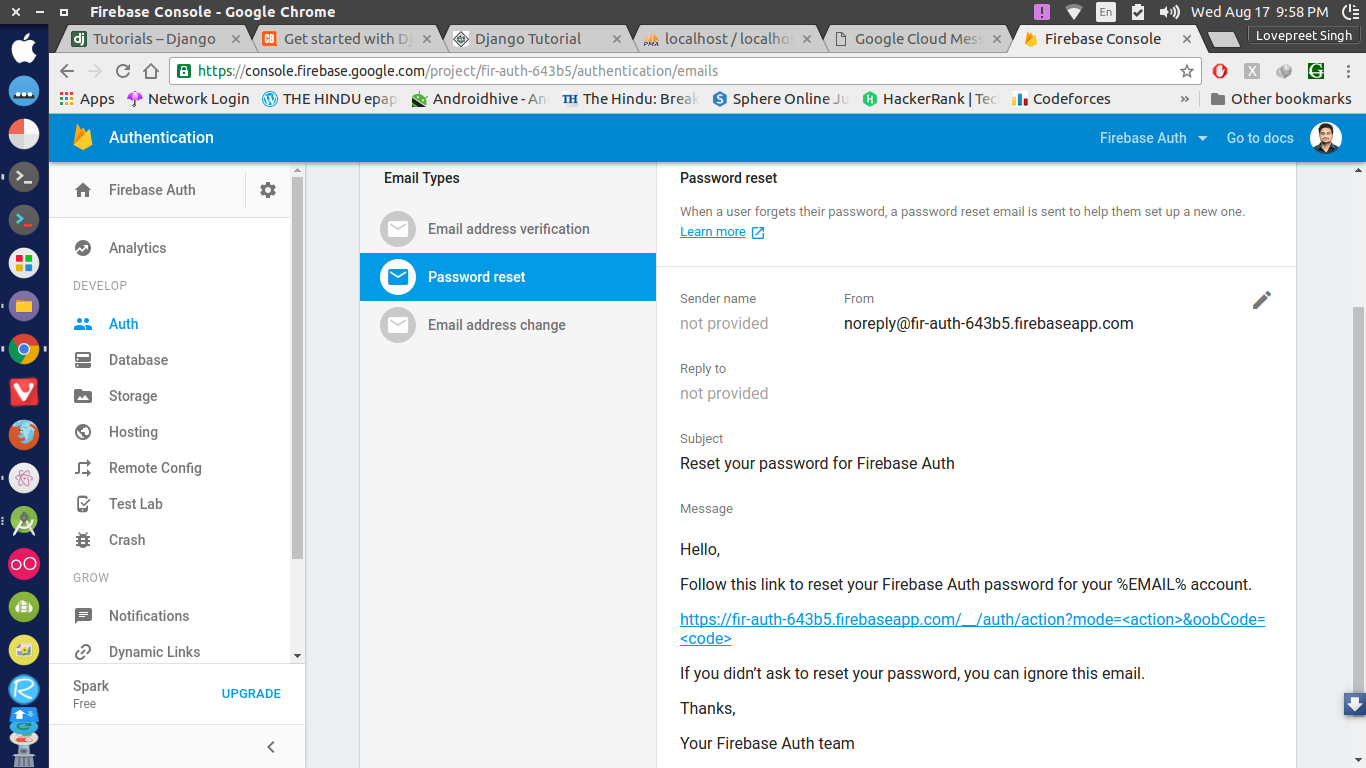 Firebase Console - Google Chrome
En
Wed Aug 17 9:58 PM
Tutorials – Django
Get started with Dj
Django Tutorial
localhost / localhos
Google Cloud Mess
Firebase Console
Lovepreet Singh
https://console.firebase.google.com/project/fir-auth-643b5/authentication/emails
Apps
Network Login
THE HINDU epap
Androidhive - An
The Hindu: Break
Sphere Online Ju
HackerRank | Tec
Codeforces
»
Other bookmarks
Authentication
Firebase Auth
Go to docs
Firebase Auth
Analytics
DEVELOP
Auth
Database
Storage
Hosting
Remote Config
Test Lab
Crash
GROW
Notifications
Dynamic Links
Spark
Free
UPGRADE
Email Types
Email address verification
Password reset
Email address change
Password reset
When a user forgets their password, a password reset email is sent to help them set up a new one.
Learn more
Sender name
not provided
From
noreply@fir-auth-643b5.firebaseapp.com
Reply to
not provided
Subject
Reset your password for Firebase Auth
Message
Hello,
Follow this link to reset your Firebase Auth password for your %EMAIL% account.
https://fir-auth-643b5.firebaseapp.com/__/auth/action?mode=<action>&oobCode=
<code>
If you didn’t ask to reset your password, you can ignore this email.
Thanks,
Your Firebase Auth team